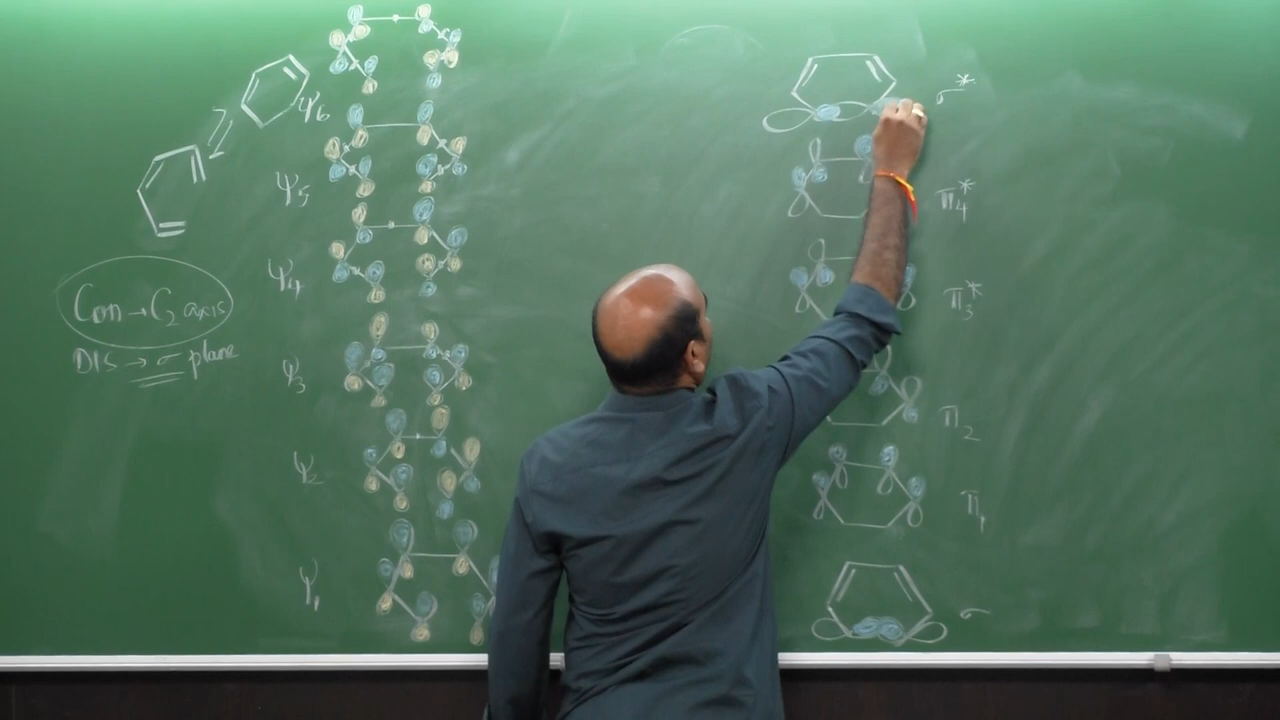 ψ6
ψ5
ψ4
Con → C2 axis
DIS → σ plane
ψ3
ψ2
ψ1
σ*
π4*
π3*
π2
π1
σ